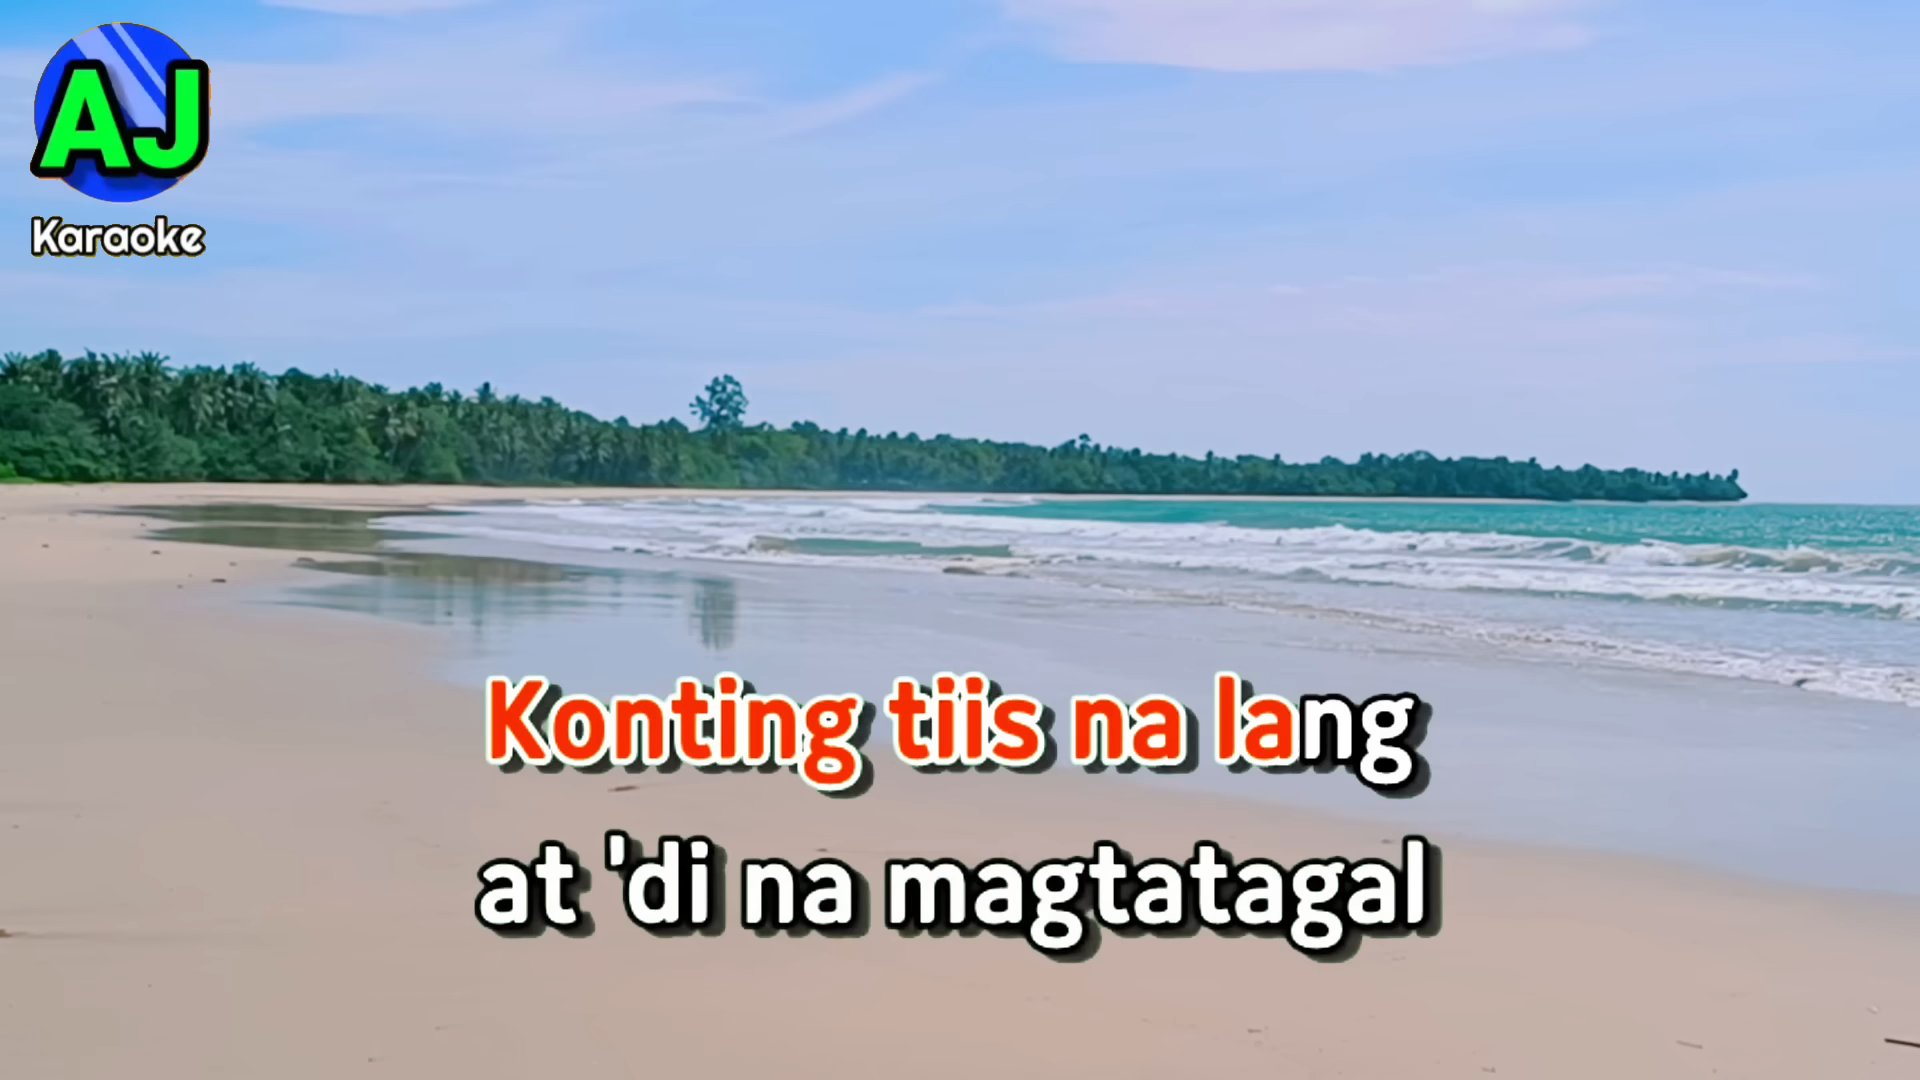 AJ
Karaoke
Konting tiis na lang
at 'di na magtatagal